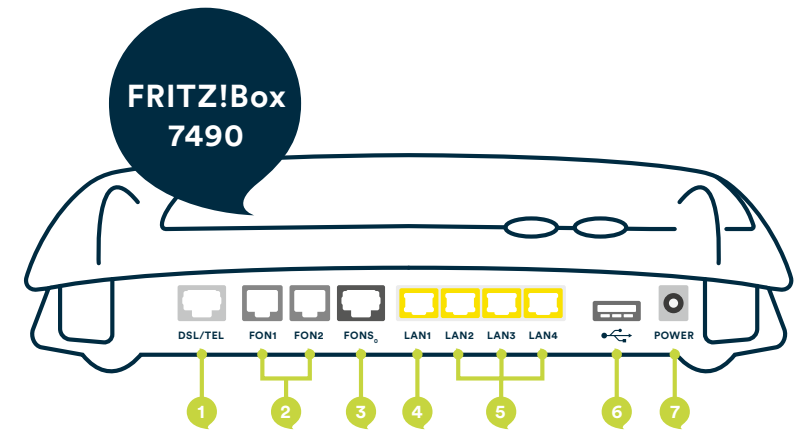 FRITZ!Box
7490
DSL/TEL FON1 FON2 FONS₀ LAN1 LAN2 LAN3 LAN4 POWER
1 2 3 4 5 6 7